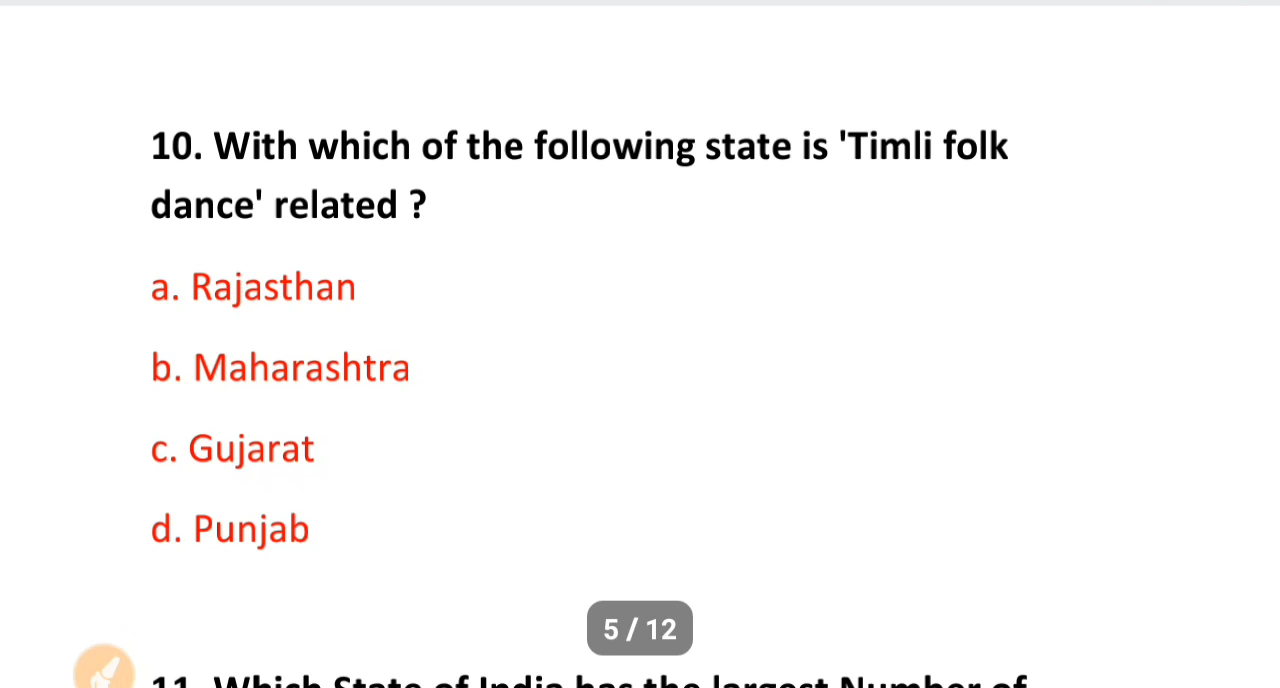 10. With which of the following state is 'Timli folk
dance' related ?
a. Rajasthan
b. Maharashtra
c. Gujarat
d. Punjab
5 / 12
11. Which State of India has the largest Number of